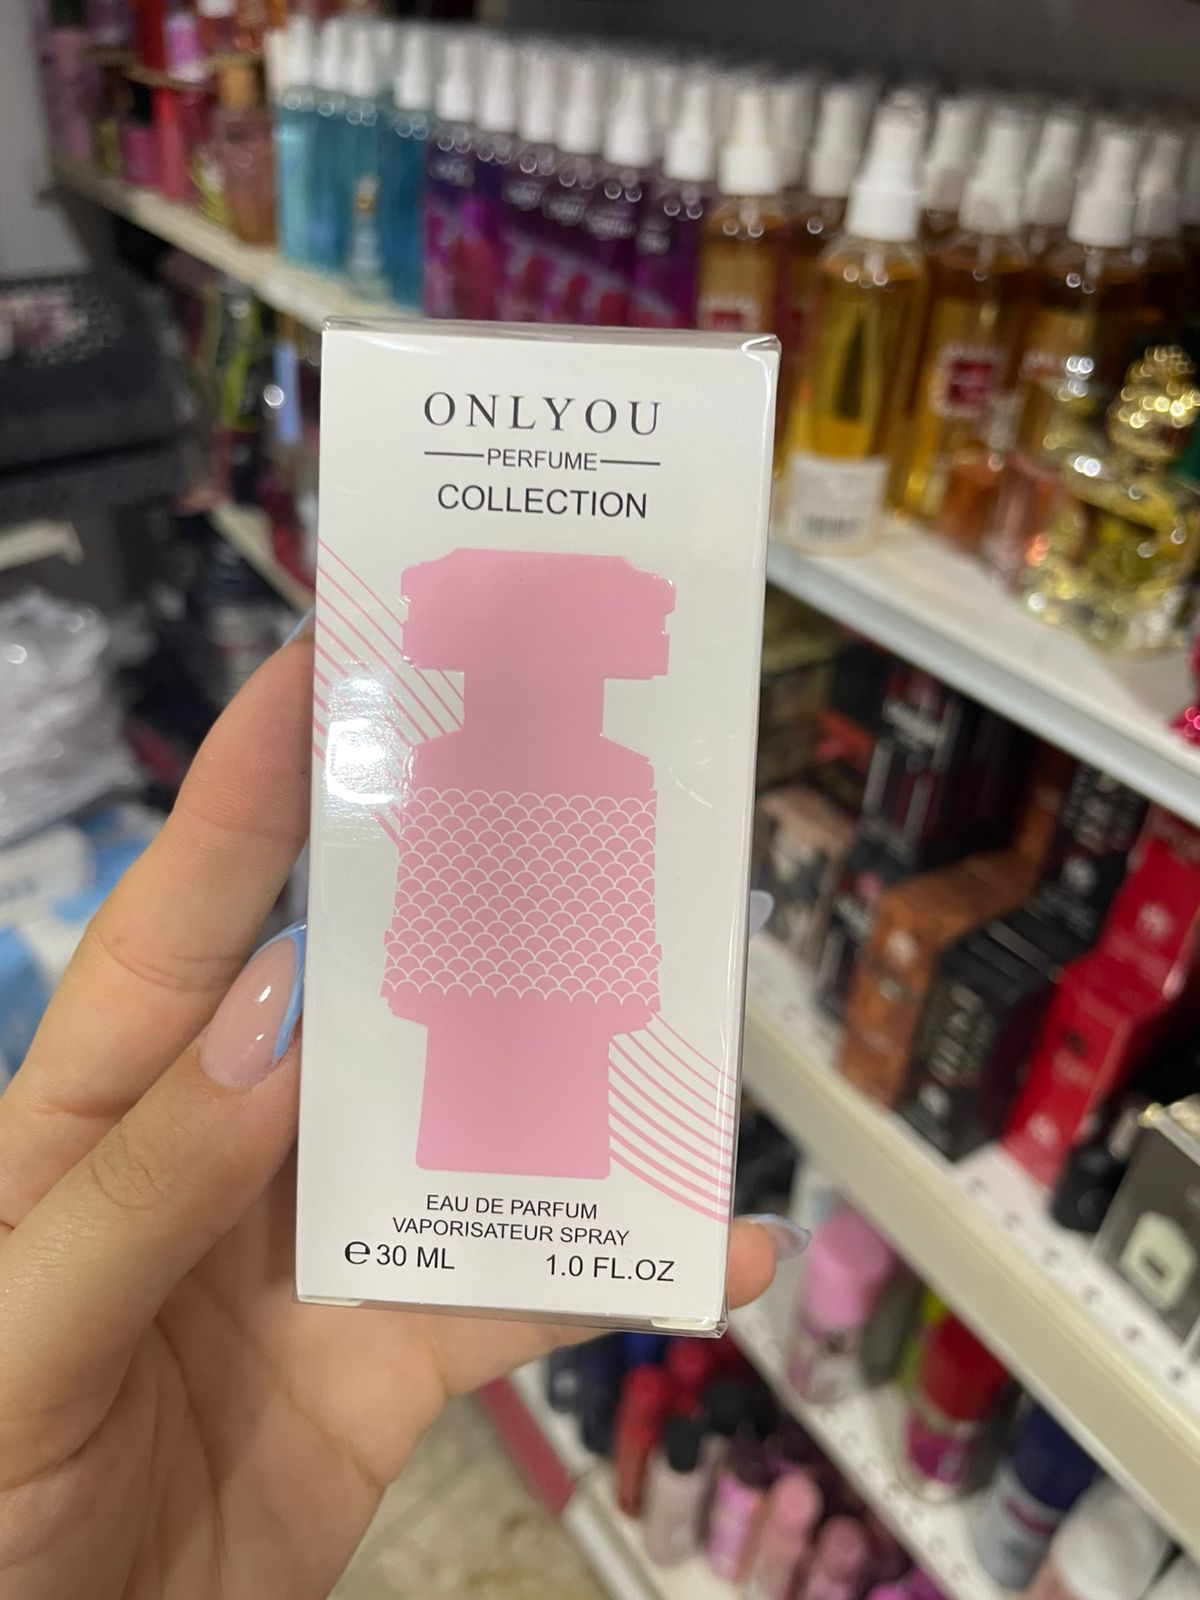 ONLYOU
PERFUME
COLLECTION
EAU DE PARFUM
VAPORISATEUR SPRAY
℮ 30 ML 1.0 FL.OZ